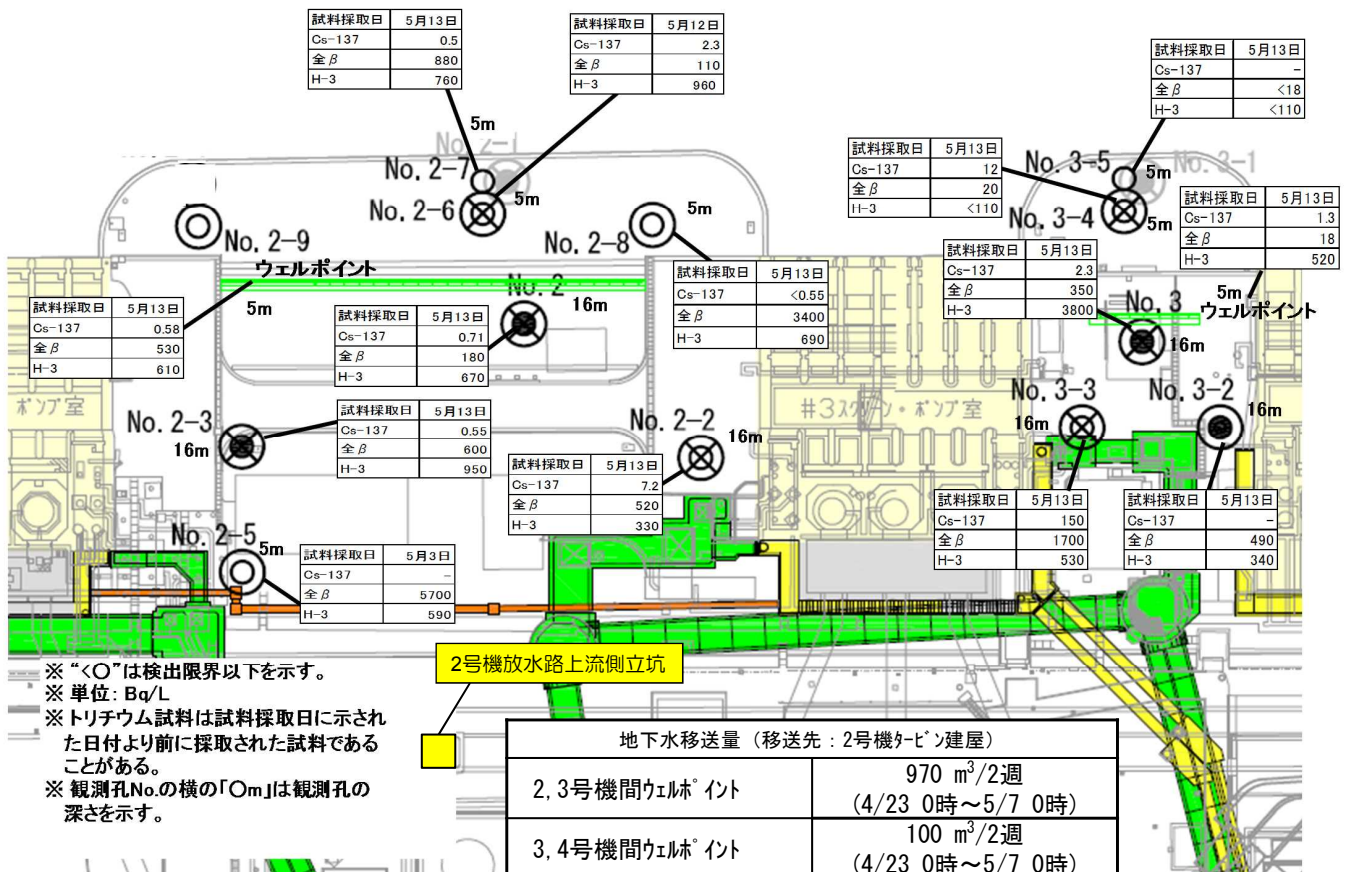 試料採取日 5月13日
Cs-137 0.5
全β 880
H-3 760
試料採取日 5月12日
Cs-137 2.3
全β 110
H-3 960
試料採取日 5月13日
Cs-137 -
全β <18
H-3 <110
5m
No. 2-7
No. 2-6
5m
No. 2-9
No. 2-8
5m
ウェルポイント
5m
試料採取日 5月13日
Cs-137 12
全β 20
H-3 <110
No. 3-5
5m
No. 3-1
No. 3-4
5m
試料採取日 5月13日
Cs-137 1.3
全β 18
H-3 520
5m
ウェルポイント
試料採取日 5月13日
Cs-137 0.58
全β 530
H-3 610
試料採取日 5月13日
Cs-137 0.71
全β 180
H-3 670
No. 2
16m
試料採取日 5月13日
Cs-137 <0.55
全β 3400
H-3 690
試料採取日 5月13日
Cs-137 2.3
全β 350
H-3 3800
No. 3
16m
ポンプ室
No. 2-3
16m
試料採取日 5月13日
Cs-137 0.55
全β 600
H-3 950
No. 2-2
16m
試料採取日 5月13日
Cs-137 7.2
全β 520
H-3 330
#3スクリーン・ポンプ室
No. 3-3
16m
No. 3-2
16m
試料採取日 5月13日
Cs-137 150
全β 1700
H-3 530
試料採取日 5月13日
Cs-137 -
全β 490
H-3 340
No. 2-5
5m
試料採取日 5月3日
Cs-137 -
全β 5700
H-3 590
※ “<〇”は検出限界以下を示す。
※ 単位: Bq/L
※ トリチウム試料は試料採取日に示され
た日付より前に採取された試料である
ことがある。
※ 観測孔No.の横の「〇m」は観測孔の
深さを示す。
2号機放水路上流側立坑
地下水移送量（移送先：2号機ﾀｰﾋﾞﾝ建屋）
2,3号機間ｳｪﾙﾎﾟｲﾝﾄ 970 m³/2週
(4/23 0時～5/7 0時)
3,4号機間ｳｪﾙﾎﾟｲﾝﾄ 100 m³/2週
(4/23 0時～5/7 0時)